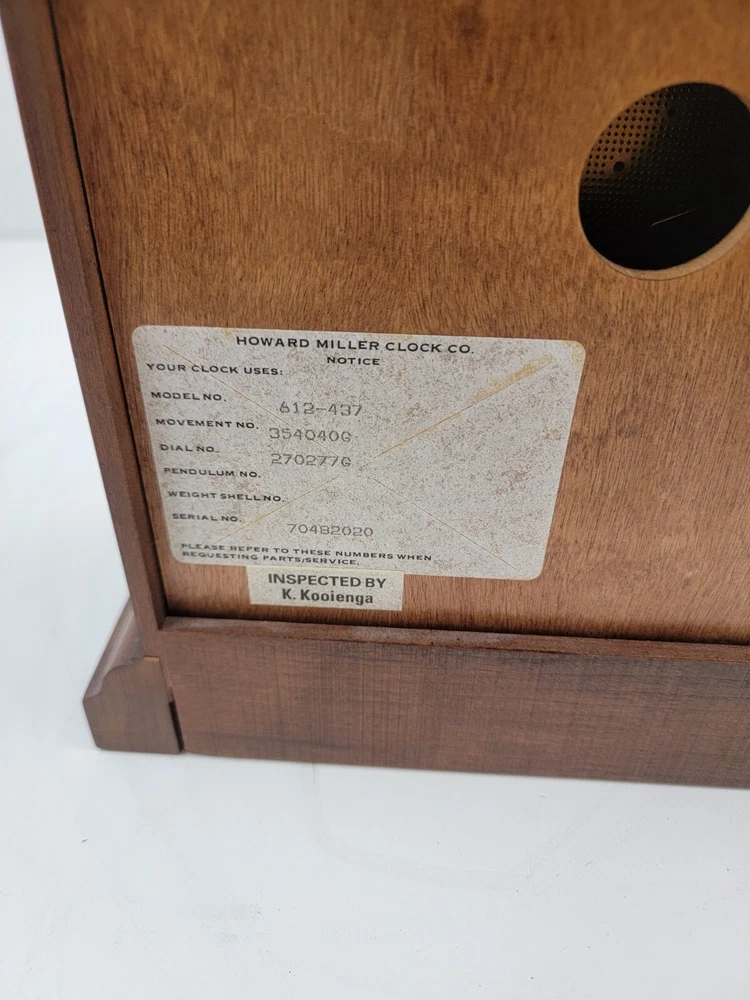 HOWARD MILLER CLOCK CO.
NOTICE
YOUR CLOCK USES:
MODEL NO. 612-437
MOVEMENT NO. 354040G
DIAL NO. 270277G
PENDULUM NO.
WEIGHT SHELL NO.
SERIAL NO. 70482020
PLEASE REFER TO THESE NUMBERS WHEN
REQUESTING PARTS/SERVICE.
INSPECTED BY
K. Kooienga